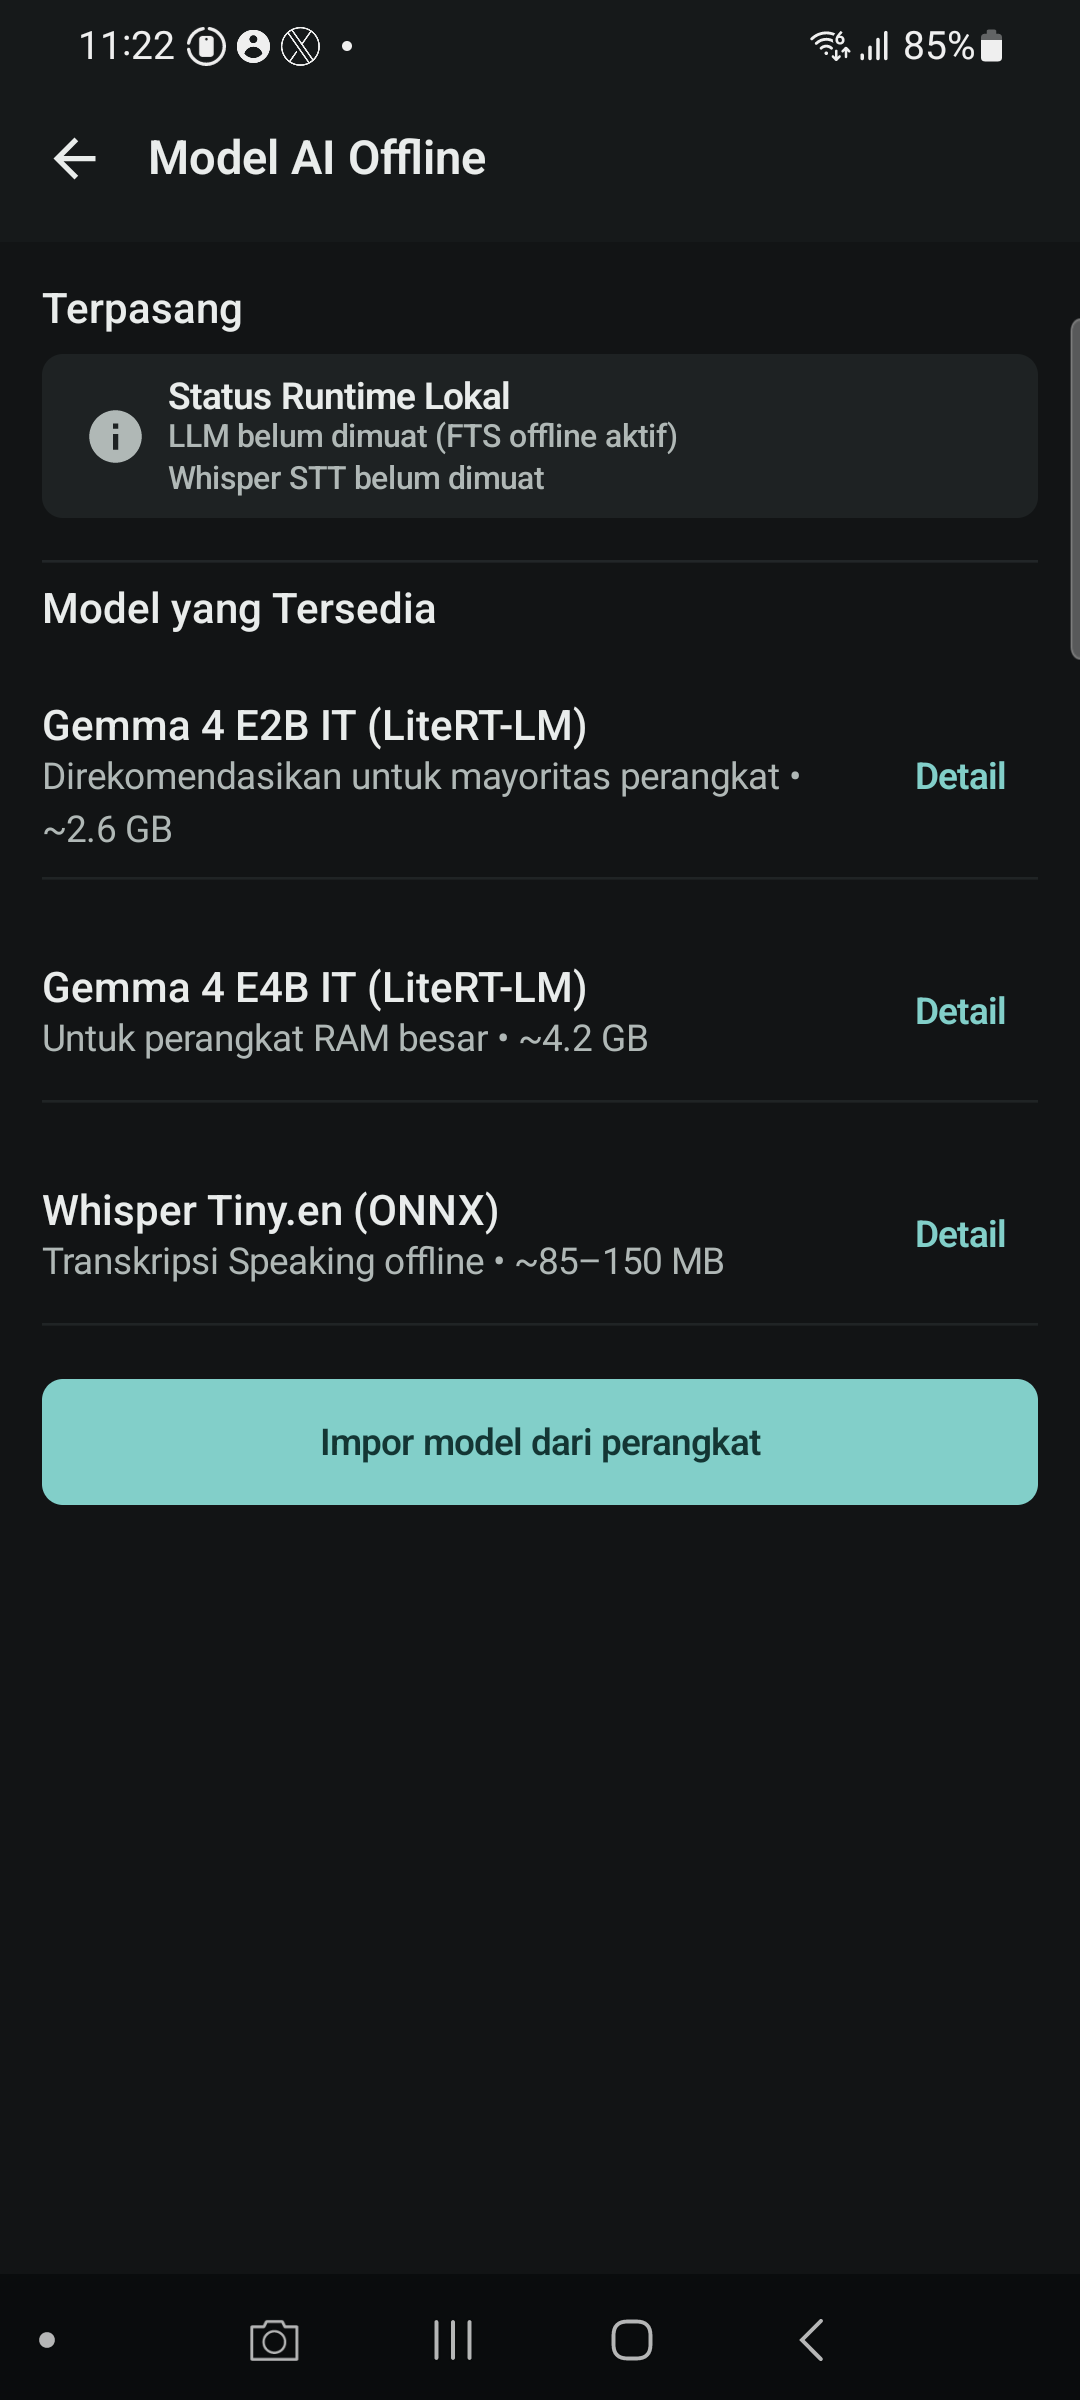 11:22
6
85%
Model AI Offline
Terpasang
Status Runtime Lokal
LLM belum dimuat (FTS offline aktif)
Whisper STT belum dimuat
Model yang Tersedia
Gemma 4 E2B IT (LiteRT-LM)
Direkomendasikan untuk mayoritas perangkat •
~2.6 GB
Detail
Gemma 4 E4B IT (LiteRT-LM)
Untuk perangkat RAM besar • ~4.2 GB
Detail
Whisper Tiny.en (ONNX)
Transkripsi Speaking offline • ~85–150 MB
Detail
Impor model dari perangkat